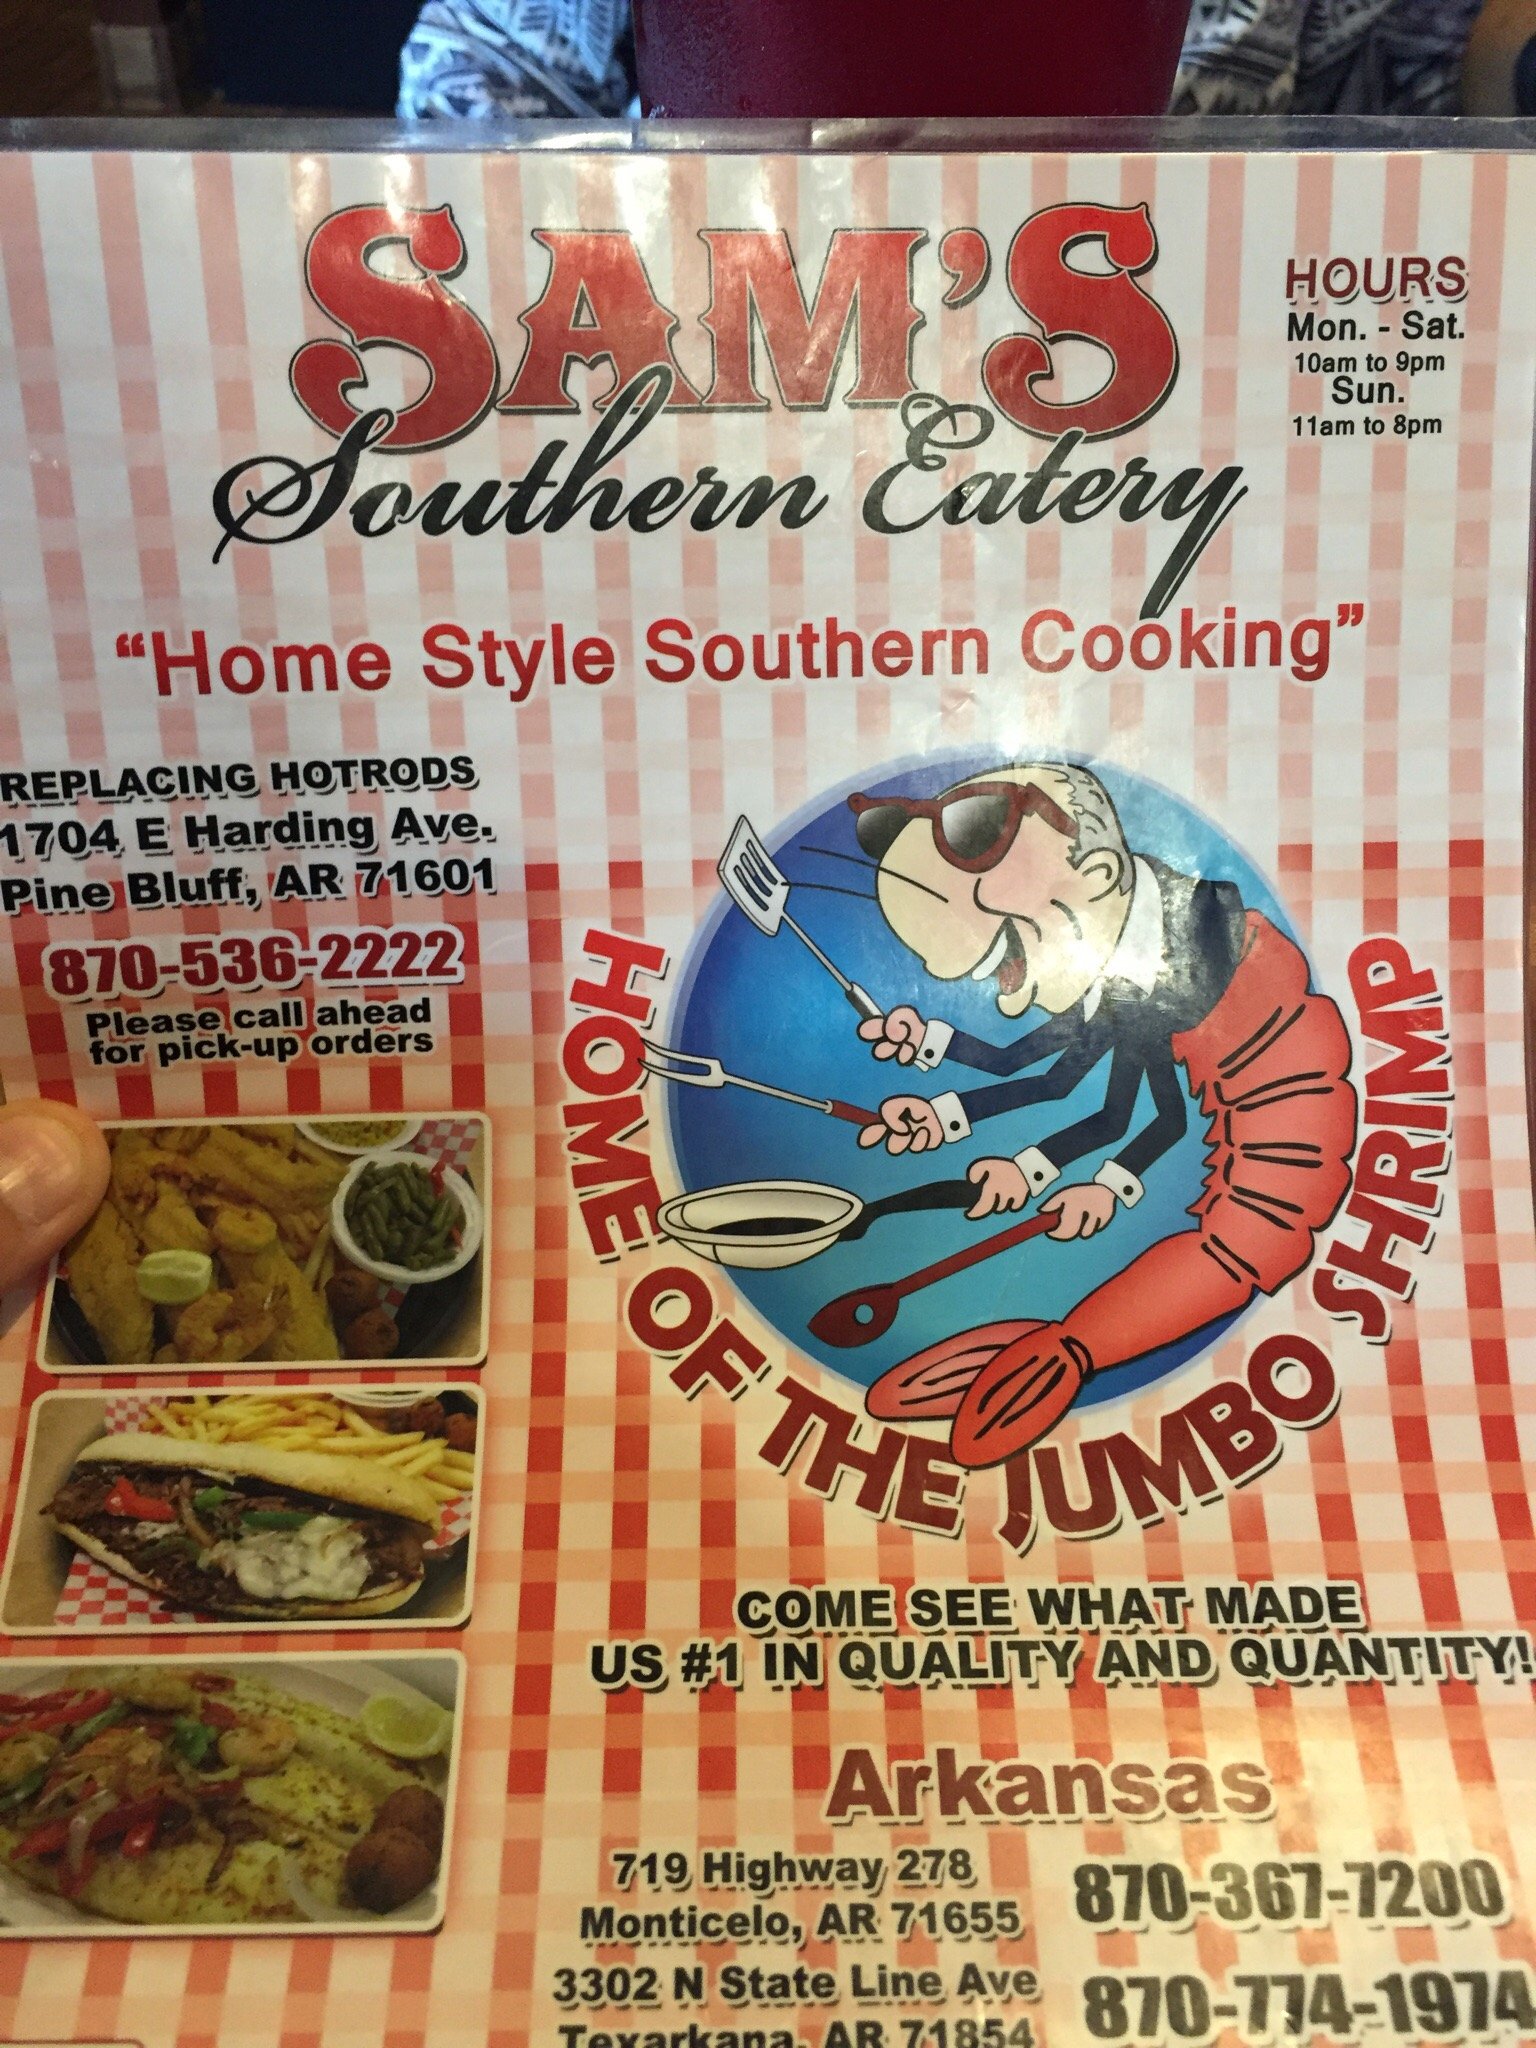 SAM'S
Southern Eatery
HOURS
Mon. - Sat.
10am to 9pm
Sun.
11am to 8pm
"Home Style Southern Cooking"
REPLACING HOTRODS
1704 E Harding Ave.
Pine Bluff, AR 71601
870-536-2222
Please call ahead
for pick-up orders
HOME OF THE JUMBO SHRIMP
COME SEE WHAT MADE
US #1 IN QUALITY AND QUANTITY!
Arkansas
719 Highway 278
Monticelo, AR 71655
870-367-7200
3302 N State Line Ave
Texarkana, AR 71854
870-774-1974